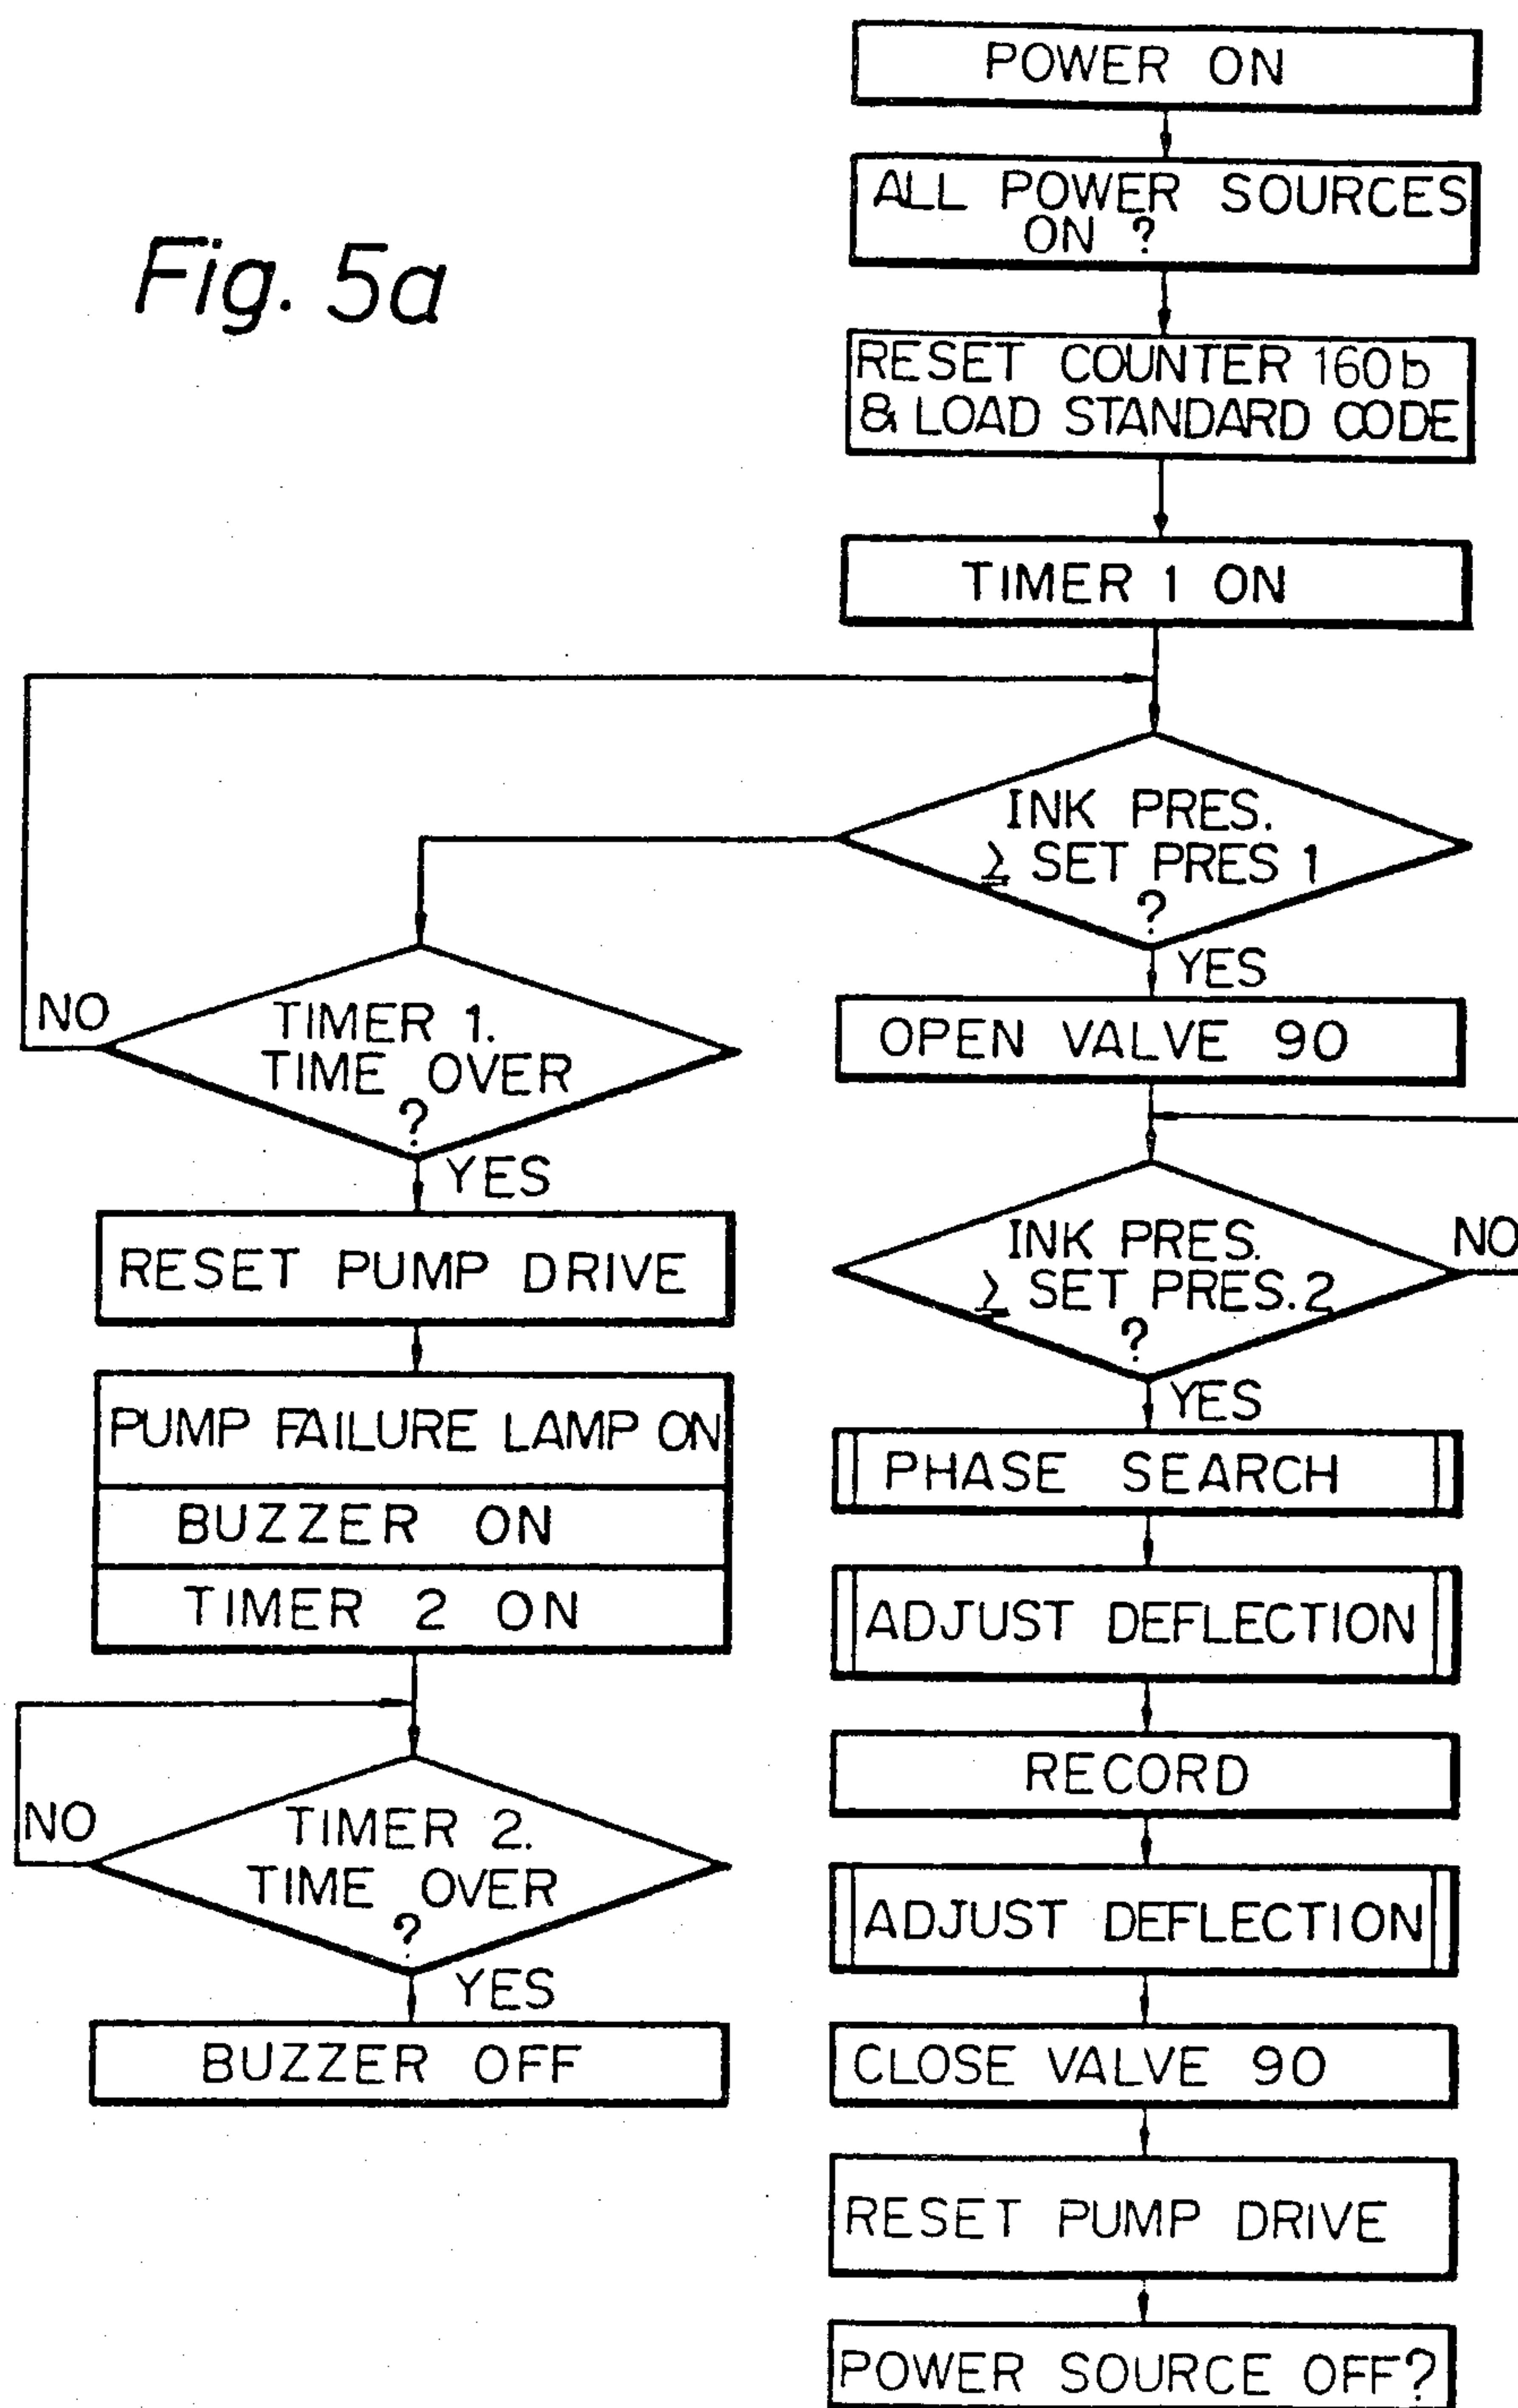 Fig. 5a
POWER ON
ALL POWER SOURCES
ON ?
RESET COUNTER 160b
& LOAD STANDARD CODE
TIMER 1 ON
INK PRES.
≧ SET PRES 1
?
YES
TIMER 1.
TIME OVER
?
NO
YES
RESET PUMP DRIVE
PUMP FAILURE LAMP ON
BUZZER ON
TIMER 2 ON
TIMER 2.
TIME OVER
?
NO
YES
BUZZER OFF
OPEN VALVE 90
INK PRES.
≧ SET PRES.2
?
NO
YES
PHASE SEARCH
ADJUST DEFLECTION
RECORD
ADJUST DEFLECTION
CLOSE VALVE 90
RESET PUMP DRIVE
POWER SOURCE OFF?